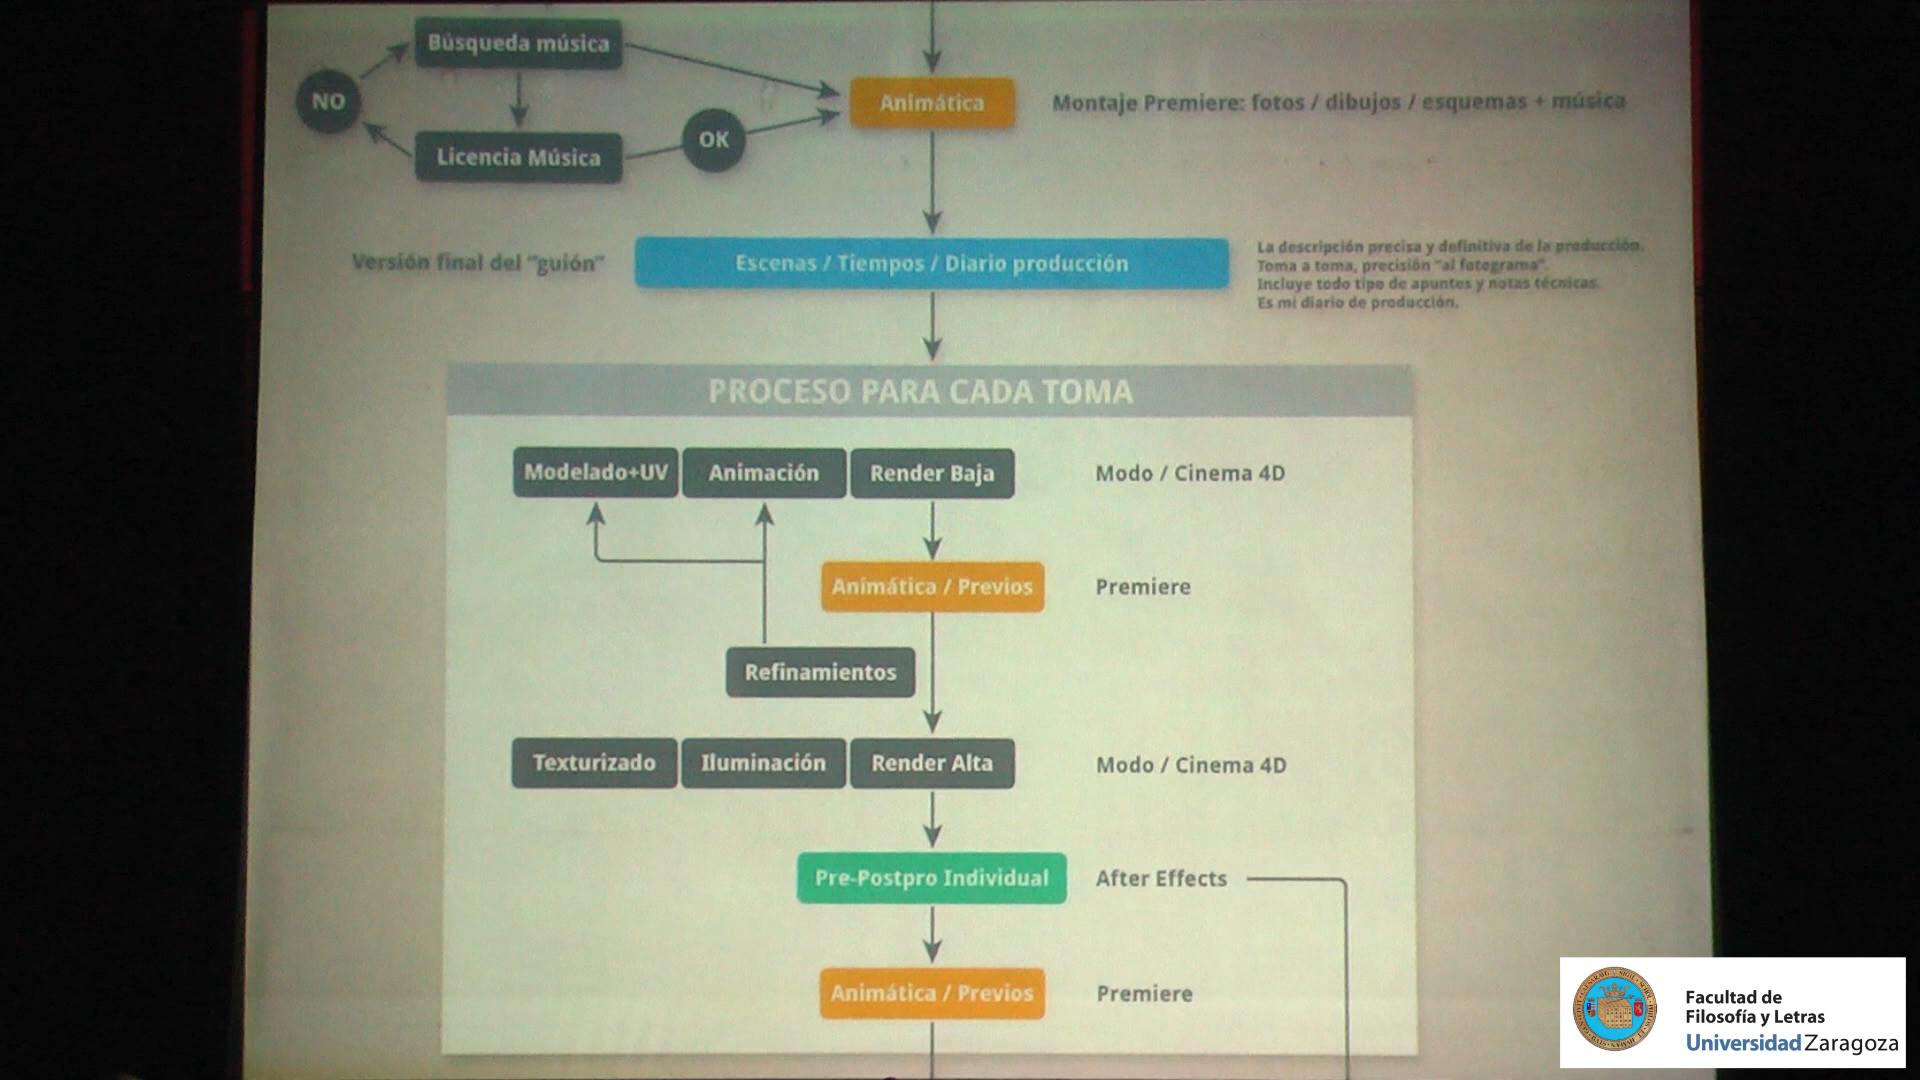 Búsqueda música
NO
Licencia Música
OK
Animática
Montaje Premiere: fotos / dibujos / esquemas + música
Versión final del "guión"
Escenas / Tiempos / Diario producción
La descripción precisa y definitiva de la producción.
Toma a toma, precisión "al fotograma".
Incluye todo tipo de apuntes y notas técnicas.
Es mi diario de producción.
PROCESO PARA CADA TOMA
Modelado+UV
Animación
Render Baja
Modo / Cinema 4D
Animática / Previos
Premiere
Refinamientos
Texturizado
Iluminación
Render Alta
Modo / Cinema 4D
Pre-Postpro Individual
After Effects
Animática / Previos
Premiere
Facultad de
Filosofía y Letras
Universidad Zaragoza